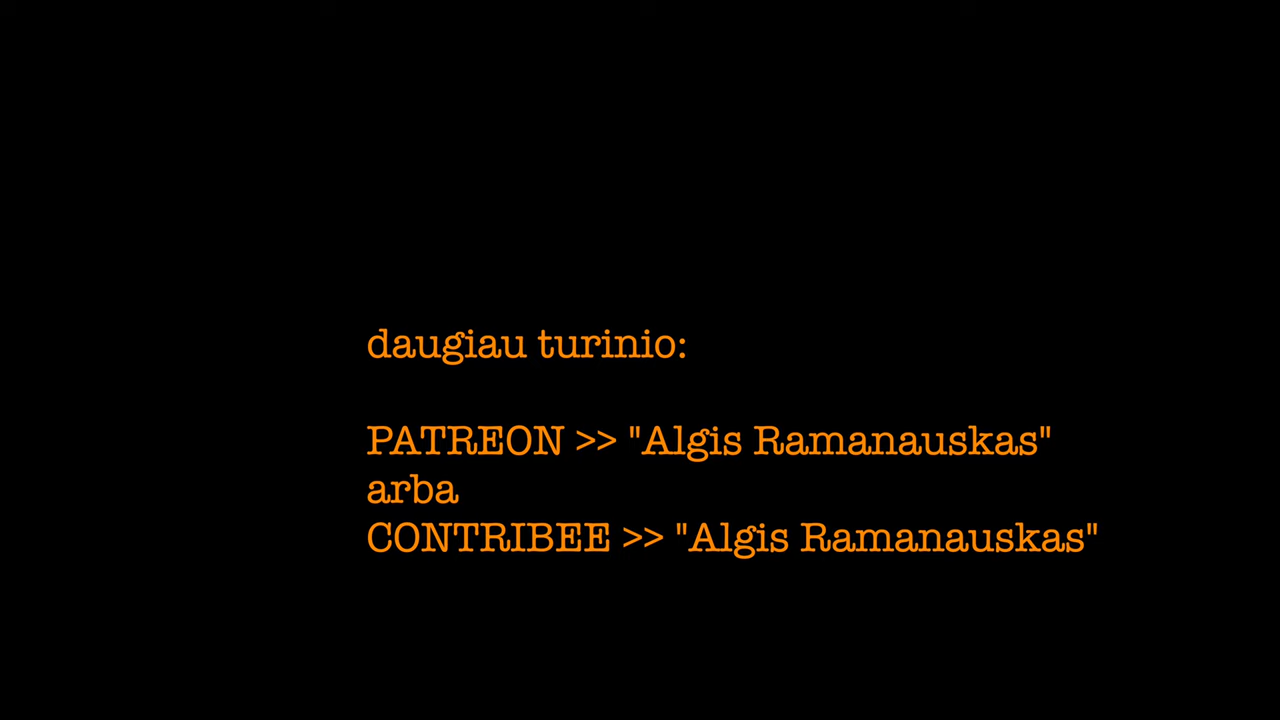 daugiau turinio:
PATREON >> "Algis Ramanauskas"
arba
CONTRIBEE >> "Algis Ramanauskas"